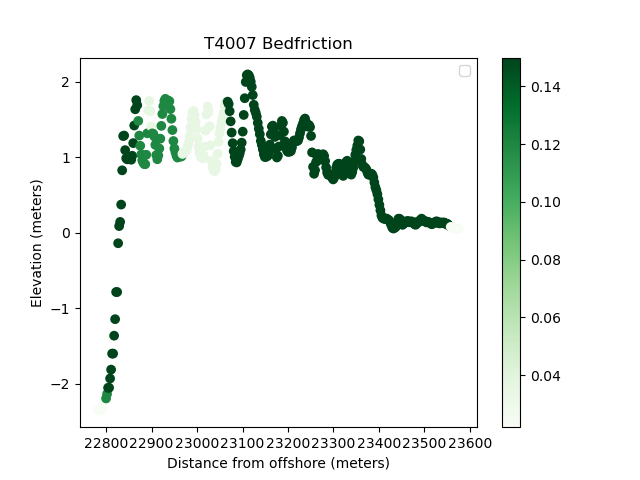 T4007 Bedfriction
2
1
0
−1
−2
Elevation (meters)
22800 22900 23000 23100 23200 23300 23400 23500 23600
Distance from offshore (meters)
0.14
0.12
0.10
0.08
0.06
0.04